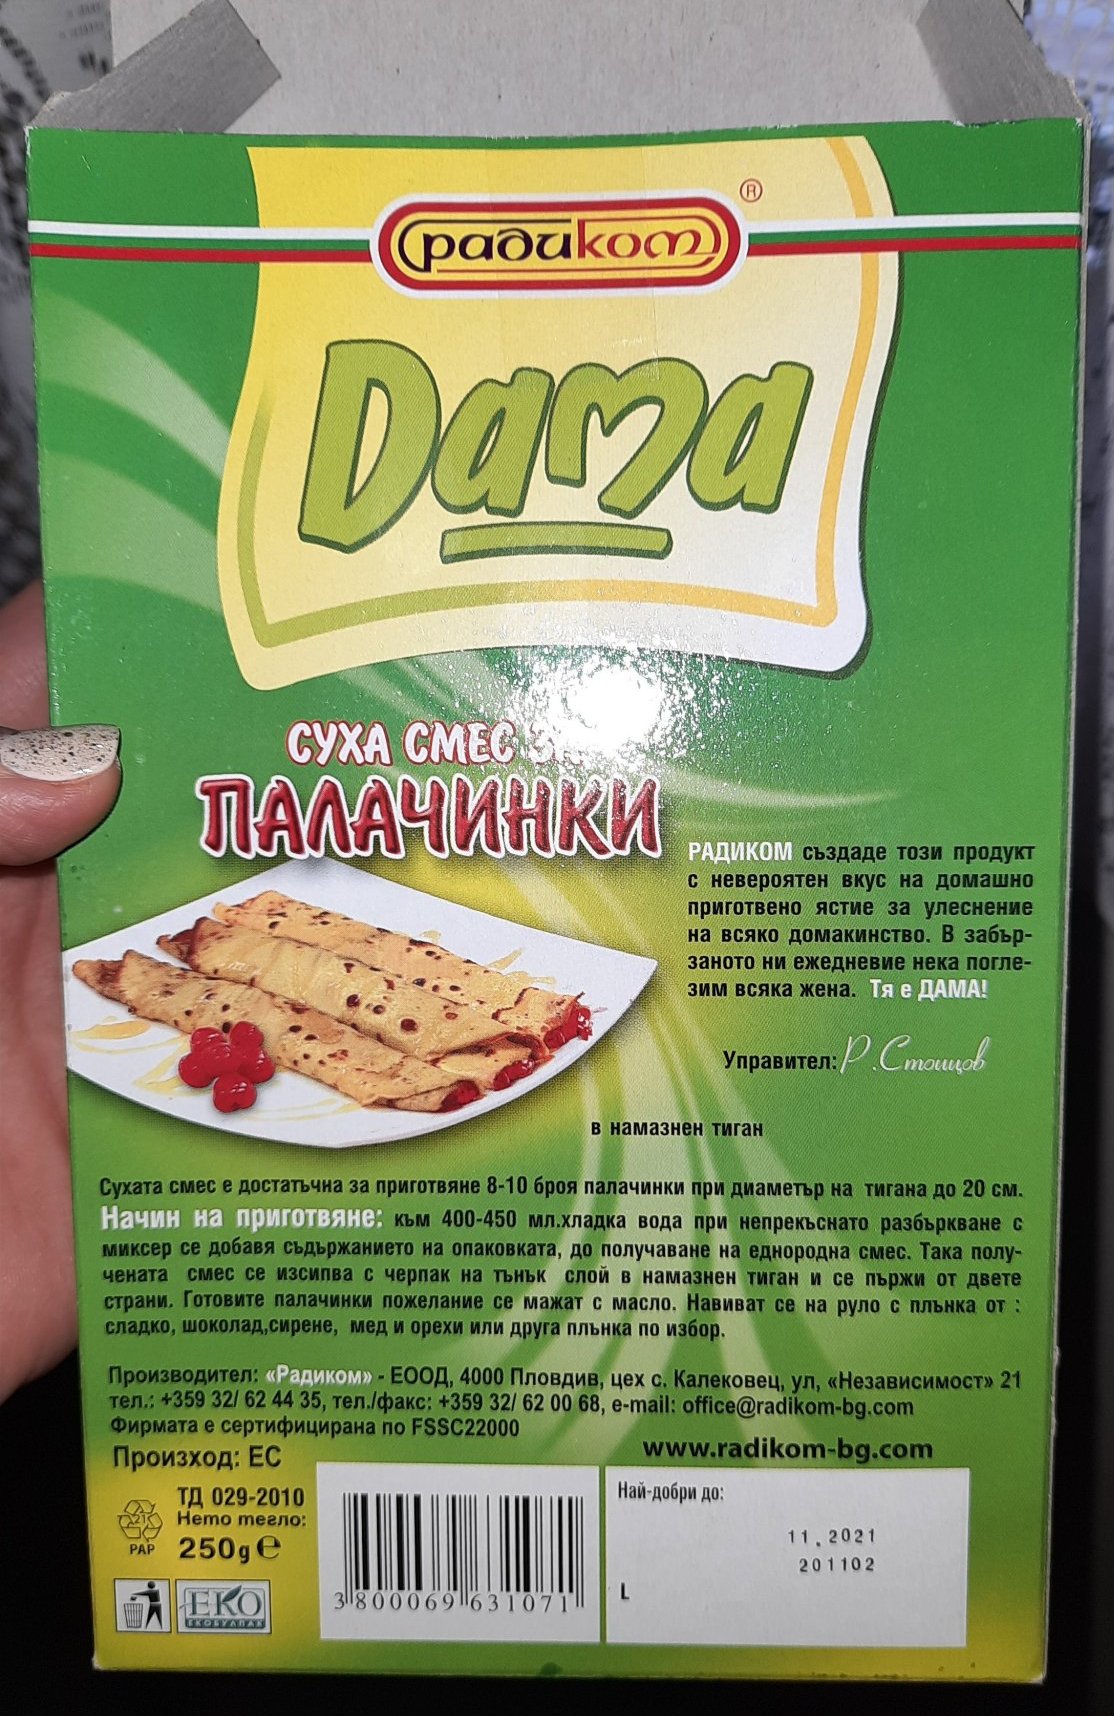 радиком
®
Дама
СУХА СМЕС ЗА
ПАЛАЧИНКИ
РАДИКОМ създаде този продукт
с невероятен вкус на домашно
приготвено ястие за улеснение
на всяко домакинство. В забър-
заното ни ежедневие нека погле-
зим всяка жена. Тя е ДАМА!
Управител: Р.Стоицов
в намазнен тиган
Сухата смес е достатъчна за приготвяне 8-10 броя палачинки при диаметър на тигана до 20 см.
Начин на приготвяне: към 400-450 мл.хладка вода при непрекъснато разбъркване с
миксер се добавя съдържанието на опаковката, до получаване на еднородна смес. Така полу-
чената смес се изсипва с черпак на тънък слой в намазнен тиган и се пържи от двете
страни. Готовите палачинки пожелание се мажат с масло. Навиват се на руло с плънка от :
сладко, шоколад,сирене, мед и орехи или друга плънка по избор.
Производител: «Радиком» - ЕООД, 4000 Пловдив, цех с. Калековец, ул, «Независимост» 21
тел.: +359 32/ 62 44 35, тел./факс: +359 32/ 62 00 68, e-mail: office@radikom-bg.com
Фирмата е сертифицирана по FSSC22000
www.radikom-bg.com
Произход: ЕС
ТД 029-2010
Нето тегло:
250g e
21
PAP
ЕКО
ЕКОБУЛПАК
3 800069 631071
Най-добри до:
11.2021
201102
L